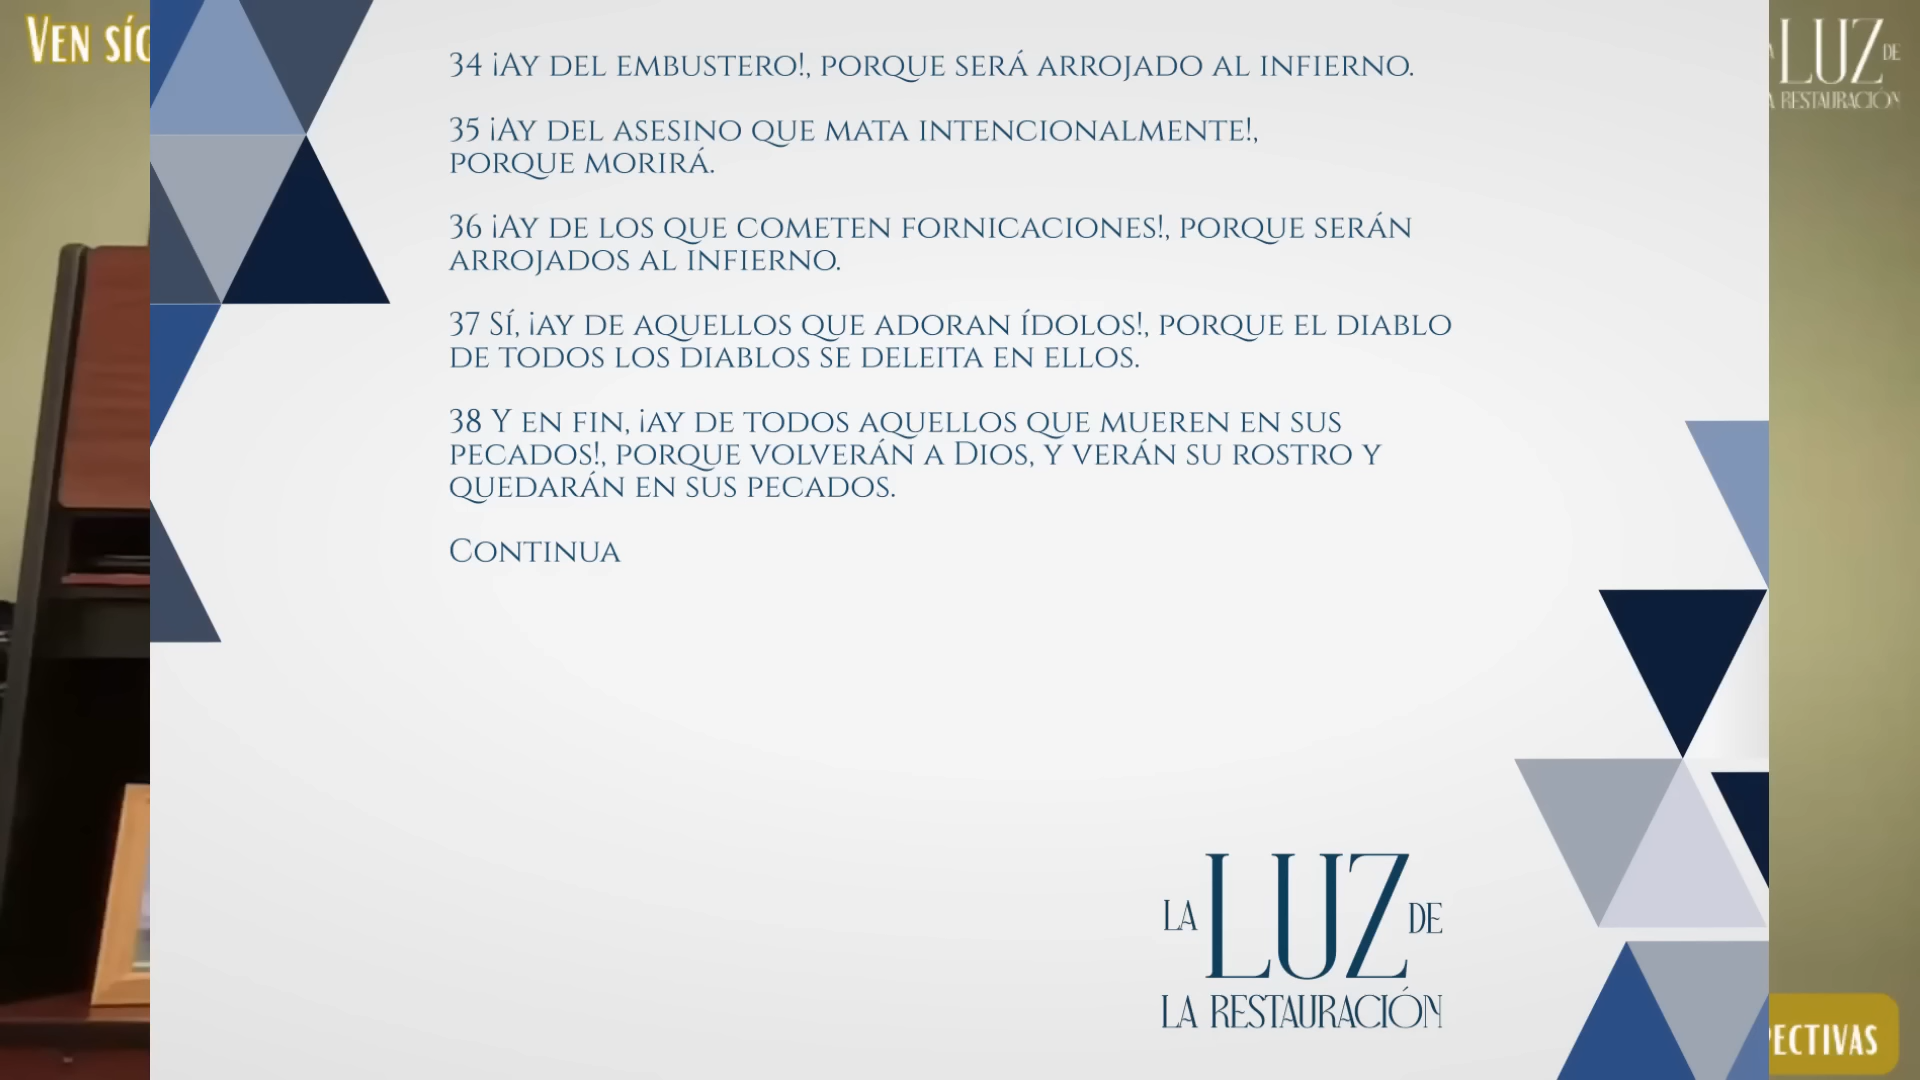 VEN SÍG
34 ¡AY DEL EMBUSTERO!, PORQUE SERÁ ARROJADO AL INFIERNO.
35 ¡AY DEL ASESINO QUE MATA INTENCIONALMENTE!,
PORQUE MORIRÁ.
36 ¡AY DE LOS QUE COMETEN FORNICACIONES!, PORQUE SERÁN
ARROJADOS AL INFIERNO.
37 SÍ, ¡AY DE AQUELLOS QUE ADORAN ÍDOLOS!, PORQUE EL DIABLO
DE TODOS LOS DIABLOS SE DELEITA EN ELLOS.
38 Y EN FIN, ¡AY DE TODOS AQUELLOS QUE MUEREN EN SUS
PECADOS!, PORQUE VOLVERÁN A DIOS, Y VERÁN SU ROSTRO Y
QUEDARÁN EN SUS PECADOS.
CONTINUA
LA LUZ DE
LA RESTAURACIÓN
LUZ DE
RESTAURACIÓN
PECTIVAS